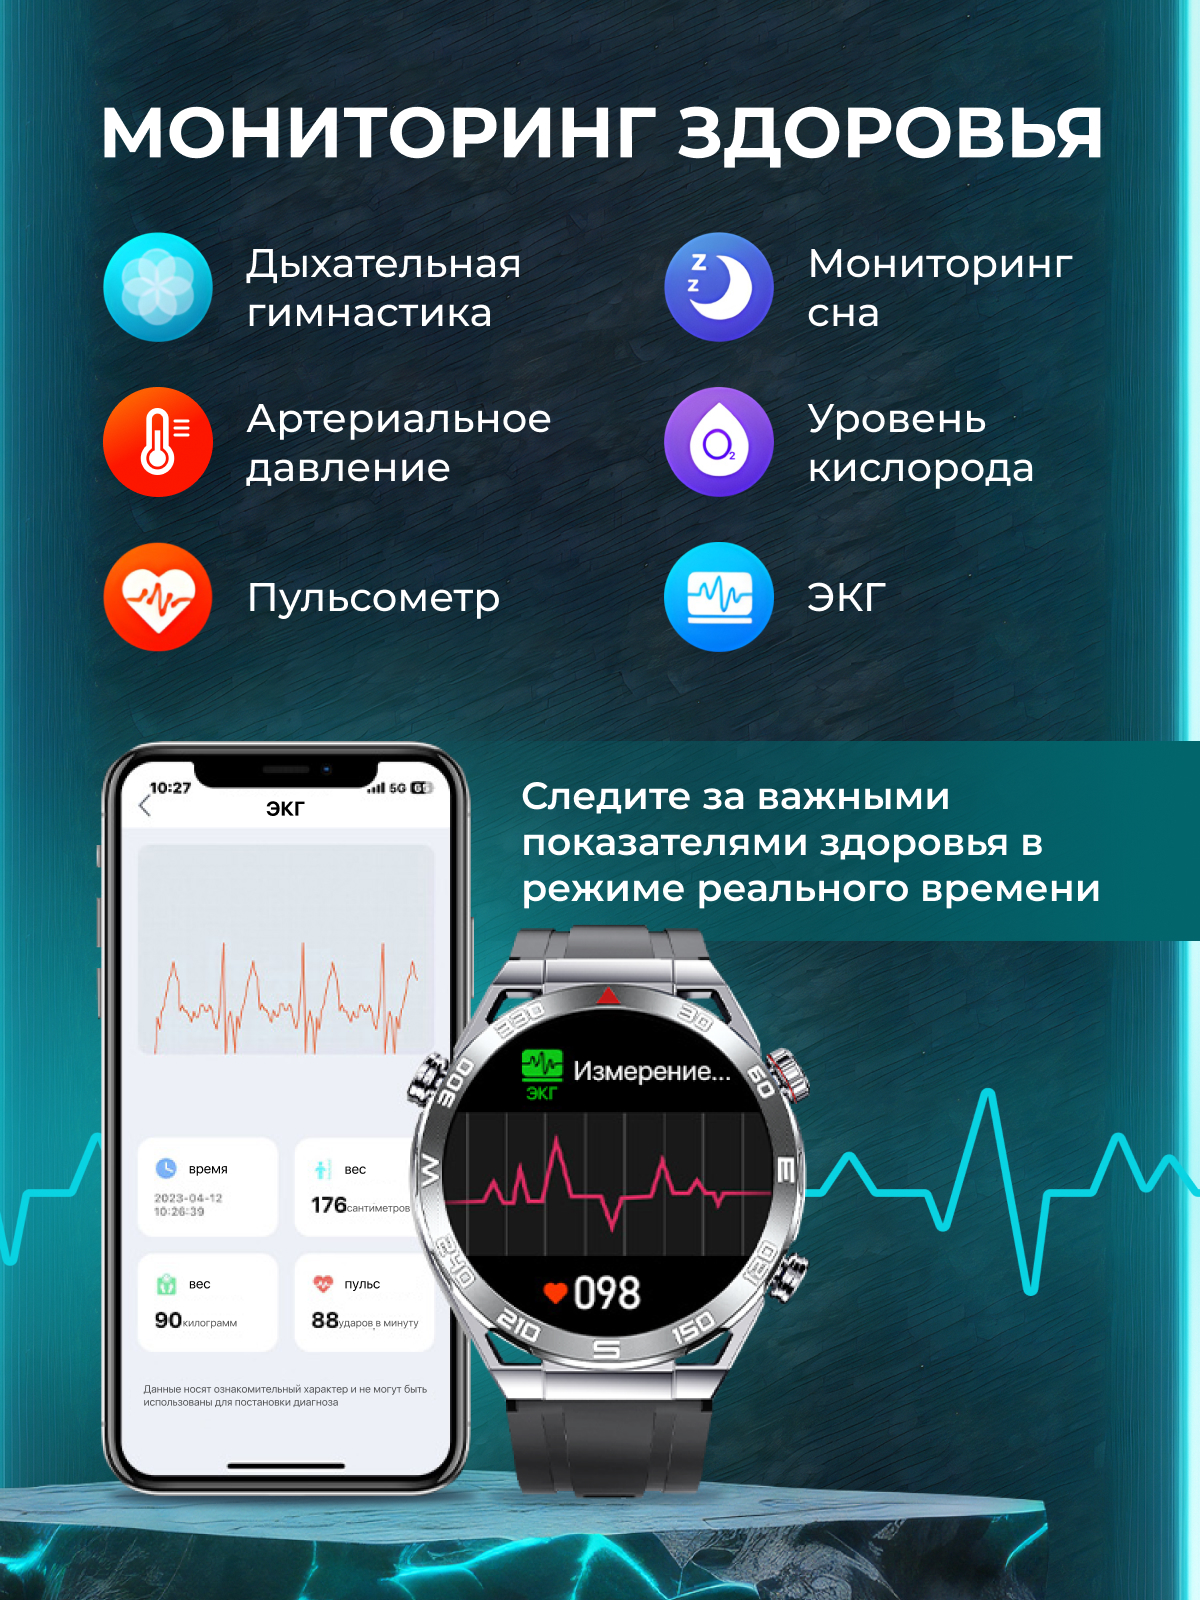 МОНИТОРИНГ ЗДОРОВЬЯ
Дыхательная
гимнастика
Z
z
Мониторинг
сна
Артериальное
давление
O2
Уровень
кислорода
Пульсометр
ЭКГ
Следите за важными
показателями здоровья в
режиме реального времени
10:27
5G
ЭКГ
время
2023-04-12
10:26:39
вес
176сантиметров
вес
90килограмм
пульс
88ударов в минуту
Данные носят ознакомительный характер и не могут быть
использованы для постановки диагноза
330
30
300
60
W
E
240
210
S
150
ЭКГ
Измерение...
098